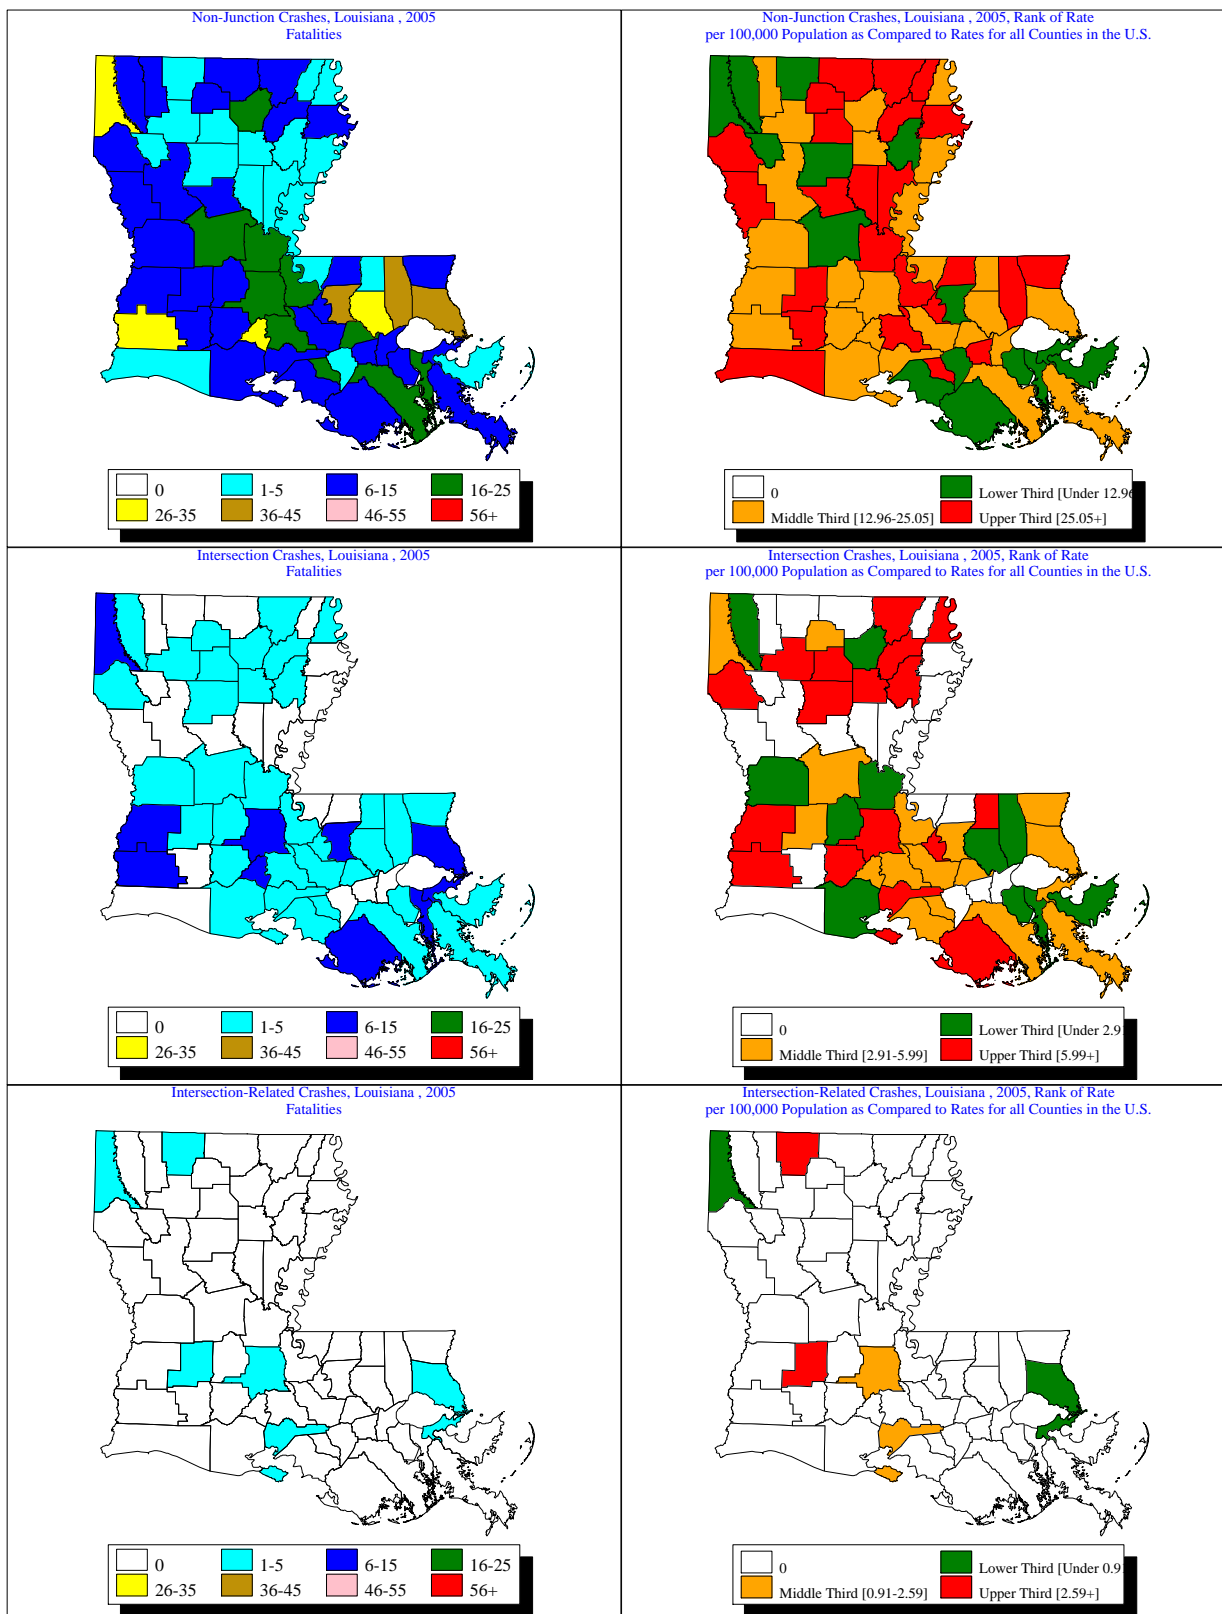 Non-Junction Crashes, Louisiana , 2005
Fatalities
0
1-5
6-15
16-25
26-35
36-45
46-55
56+
Non-Junction Crashes, Louisiana , 2005, Rank of Rate
per 100,000 Population as Compared to Rates for all Counties in the U.S.
0
Lower Third [Under 12.96
Middle Third [12.96-25.05]
Upper Third [25.05+]
Intersection Crashes, Louisiana , 2005
Fatalities
0
1-5
6-15
16-25
26-35
36-45
46-55
56+
Intersection Crashes, Louisiana , 2005, Rank of Rate
per 100,000 Population as Compared to Rates for all Counties in the U.S.
0
Lower Third [Under 2.9
Middle Third [2.91-5.99]
Upper Third [5.99+]
Intersection-Related Crashes, Louisiana , 2005
Fatalities
0
1-5
6-15
16-25
26-35
36-45
46-55
56+
Intersection-Related Crashes, Louisiana , 2005, Rank of Rate
per 100,000 Population as Compared to Rates for all Counties in the U.S.
0
Lower Third [Under 0.9
Middle Third [0.91-2.59]
Upper Third [2.59+]